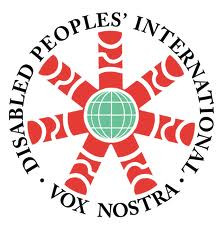 · DISABLED PEOPLES' INTERNATIONAL ·
VOX NOSTRA